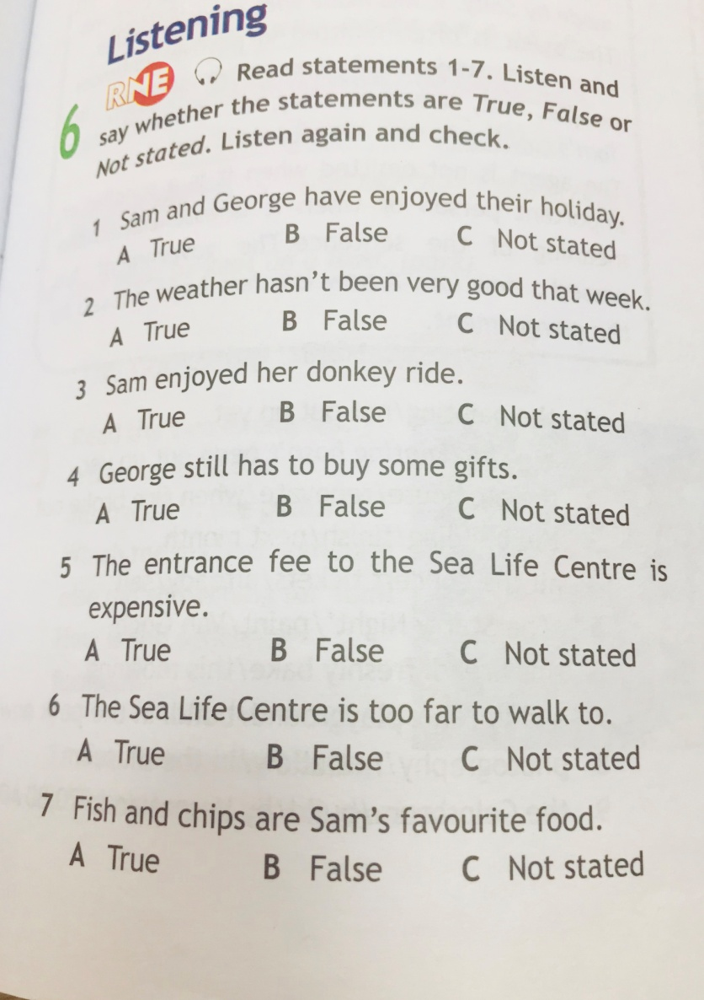 Listening
RNE Read statements 1-7. Listen and
6 say whether the statements are True, False or
Not stated. Listen again and check.
1 Sam and George have enjoyed their holiday.
A True B False C Not stated
2 The weather hasn't been very good that week.
A True B False C Not stated
3 Sam enjoyed her donkey ride.
A True B False C Not stated
4 George still has to buy some gifts.
A True B False C Not stated
5 The entrance fee to the Sea Life Centre is
expensive.
A True B False C Not stated
6 The Sea Life Centre is too far to walk to.
A True B False C Not stated
7 Fish and chips are Sam's favourite food.
A True B False C Not stated